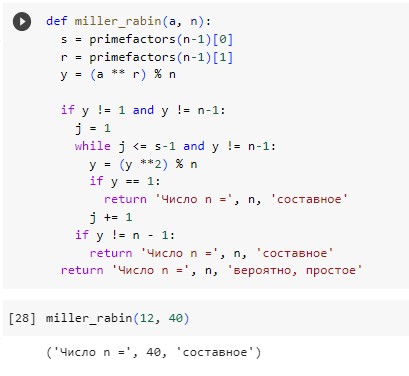 def miller_rabin(a, n):
  s = primefactors(n-1)[0]
  r = primefactors(n-1)[1]
  y = (a ** r) % n

  if y != 1 and y != n-1:
    j = 1
    while j <= s-1 and y != n-1:
      y = (y **2) % n
      if y == 1:
        return 'Число n =', n, 'составное'
      j += 1
    if y != n - 1:
      return 'Число n =', n, 'составное'
  return 'Число n =', n, 'вероятно, простое'
[28] miller_rabin(12, 40)
('Число n =', 40, 'составное')